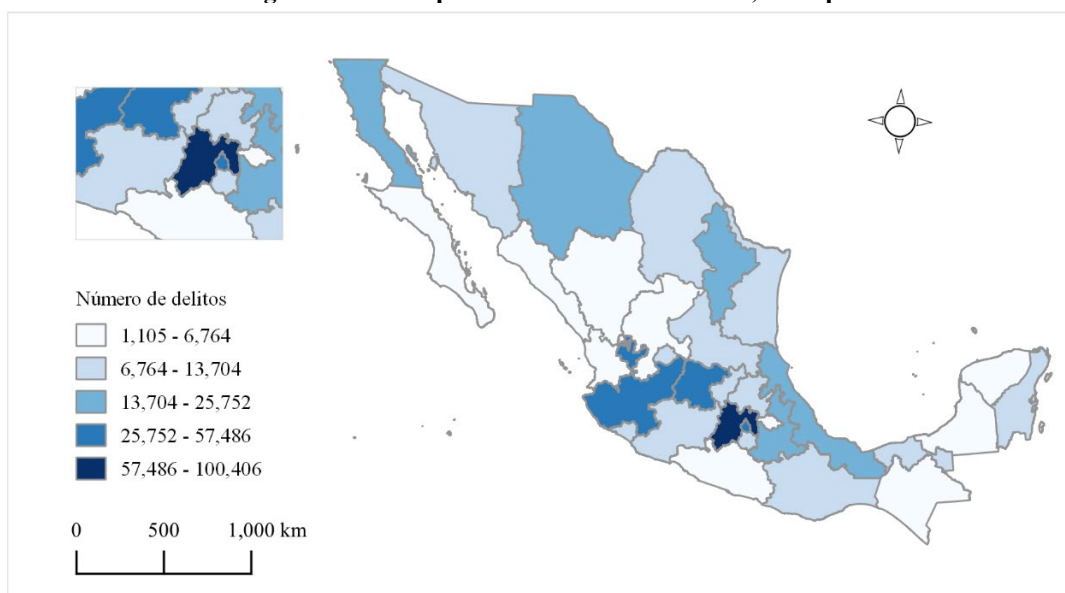 Número de delitos
1,105 - 6,764
6,764 - 13,704
13,704 - 25,752
25,752 - 57,486
57,486 - 100,406
0 500 1,000 km